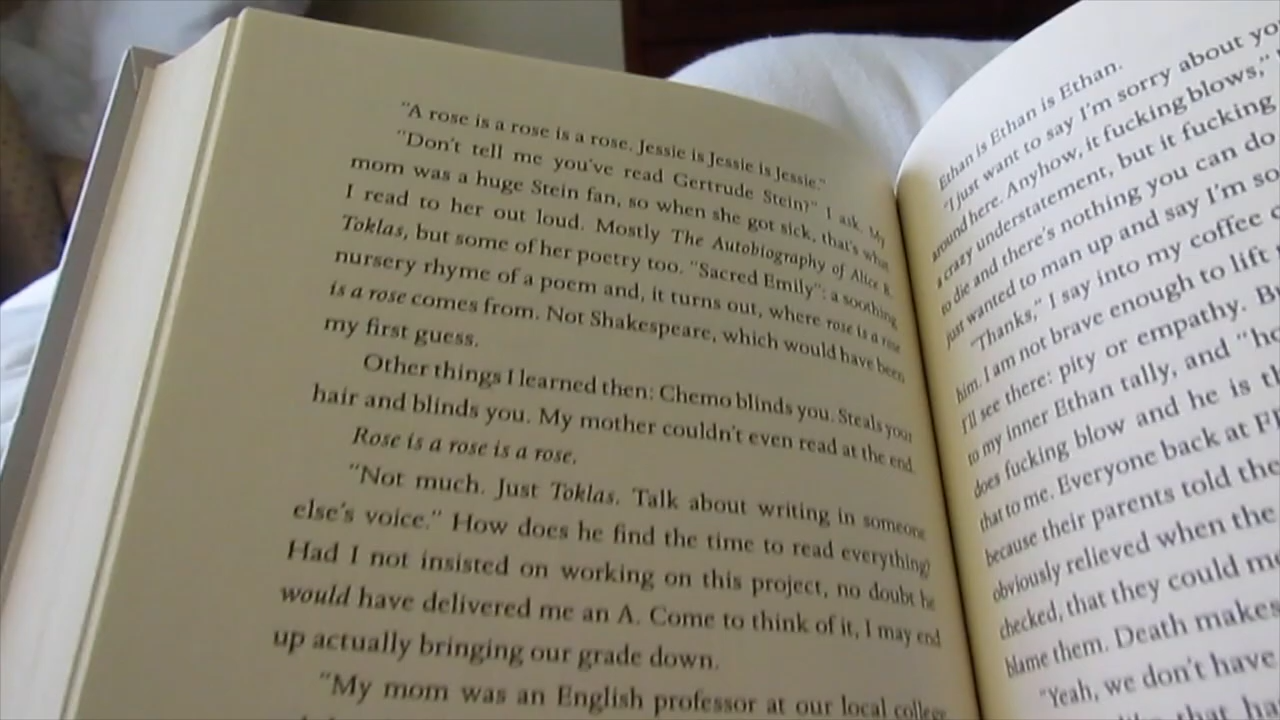 "A rose is a rose is a rose. Jessie is Jessie is Jessie."
"Don't tell me you've read Gertrude Stein?" I ask. My
mom was a huge Stein fan, so when she got sick, that's what
I read to her out loud. Mostly The Autobiography of Alice B.
Toklas, but some of her poetry too. "Sacred Emily": a soothing
nursery rhyme of a poem and, it turns out, where rose is a rose
is a rose comes from. Not Shakespeare, which would have been
my first guess.
Other things I learned then: Chemo blinds you. Steals your
hair and blinds you. My mother couldn't even read at the end.
Rose is a rose is a rose.
"Not much. Just Toklas. Talk about writing in someone
else's voice." How does he find the time to read everything?
Had I not insisted on working on this project, no doubt he
would have delivered me an A. Come to think of it, I may end
up actually bringing our grade down.
"My mom was an English professor at our local college
Ethan is Ethan is Ethan.
"I just want to say I'm sorry about yo
around here. Anyhow, it fucking blows,"
a crazy understatement, but it fucking
to die and there's nothing you can do
just wanted to man up and say I'm so
"Thanks," I say into my coffee
him. I am not brave enough to lift
I'll see there: pity or empathy. B
to my inner Ethan tally, and "ho
does fucking blow and he is th
that to me. Everyone back at F
because their parents told the
obviously relieved when the
checked, that they could m
blame them. Death makes
"Yeah, we don't have
that, ha